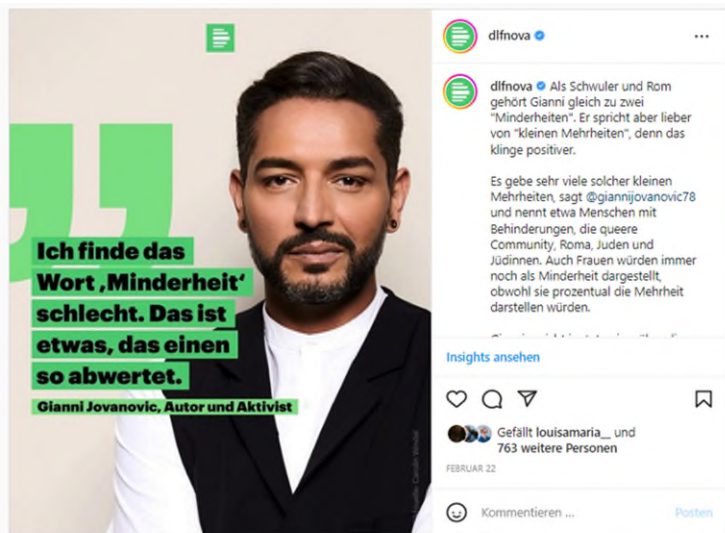 Ich finde das
Wort ‚Minderheit‘
schlecht. Das ist
etwas, das einen
so abwertet.
Gianni Jovanovic, Autor und Aktivist
dlfnova
dlfnova Als Schwuler und Rom
gehört Gianni gleich zu zwei
"Minderheiten". Er spricht aber lieber
von "kleinen Mehrheiten", denn das
klinge positiver.
Es gebe sehr viele solcher kleinen
Mehrheiten, sagt @giannijovanovic78
und nennt etwa Menschen mit
Behinderungen, die queere
Community, Roma, Juden und
Jüdinnen. Auch Frauen würden immer
noch als Minderheit dargestellt,
obwohl sie prozentual die Mehrheit
darstellen würden.
Insights ansehen
Gefällt louisamaria__ und
763 weitere Personen
FEBRUAR 22
Kommentieren ...
Posten